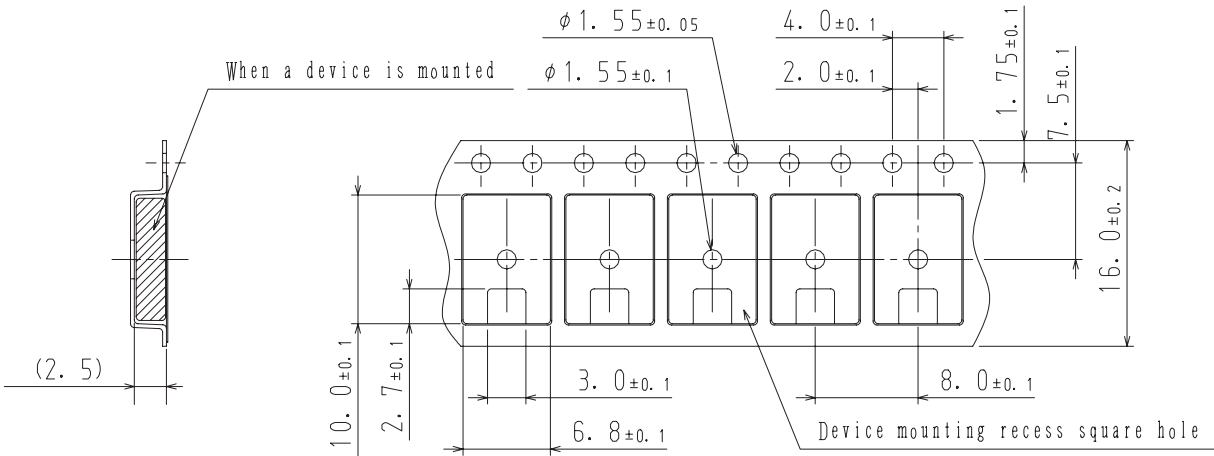 φ1.55±0.05
4.0±0.1
When a device is mounted
φ1.55±0.1
2.0±0.1
1.75±0.1
7.5±0.1
16.0±0.2
(2.5)
10.0±0.1
2.7±0.1
3.0±0.1
8.0±0.1
6.8±0.1
Device mounting recess square hole